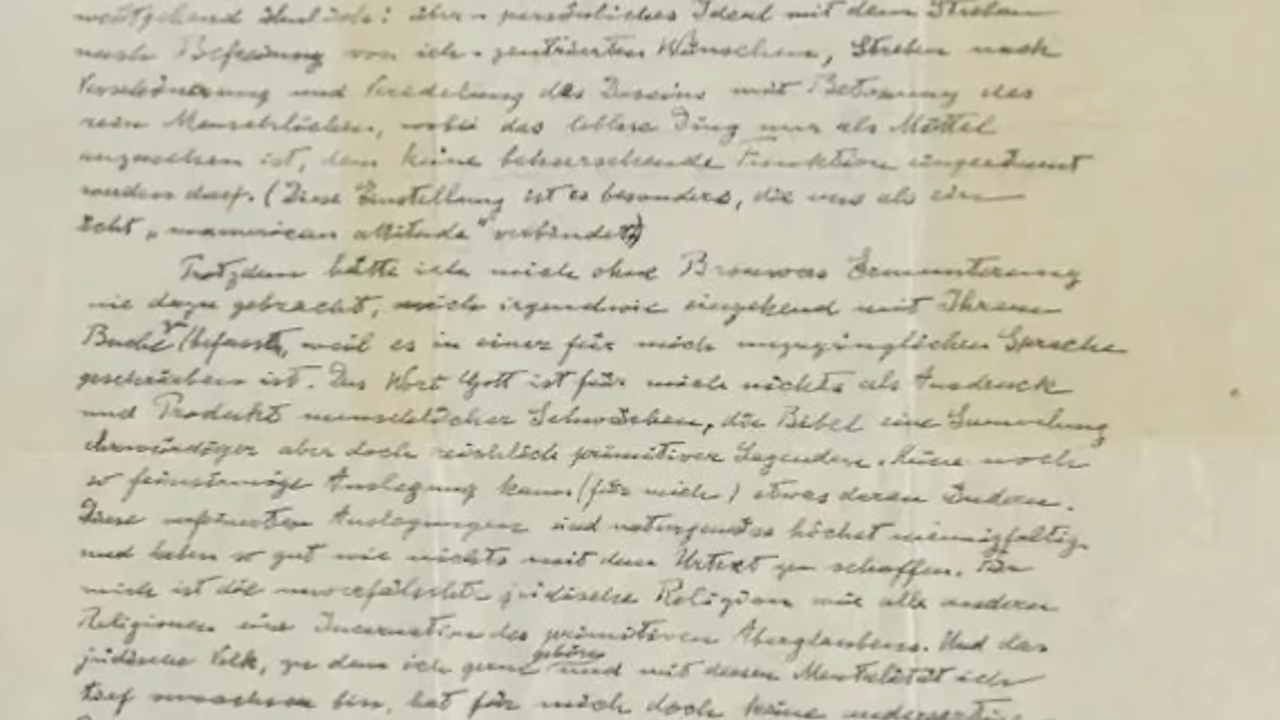 weitgehend ähnlich: über-persönliches Ideal mit dem Streben
nach Befreiung von ich-zentrierten Wünschen, Streben nach
Verschönerung und Veredelung des Daseins mit Betonung des
rein Menschlichen, wobei das leblose Ding nur als Mittel
anzusehen ist, dem keine beherrschende Funktion eingeräumt
werden darf. (Diese Einstellung ist es besonders, die uns als ein
ächt „unamerican attitude" verbindet)
Trotzdem hätte ich mich ohne Brouwers Ermunterung
nie dazu gebracht, mich irgendwie eingehend mit Ihrem
Buche zu befassen, weil es in einer für mich unzugänglichen Sprache
geschrieben ist. Das Wort Gott ist für mich nichts als Ausdruck
und Produkt menschlicher Schwächen, die Bibel eine Sammlung
ehrwürdiger aber doch reichlich primitiver Legenden. Keine noch
so feinsinnige Auslegung kann (für mich) etwas daran ändern.
Diese verfeinerten Auslegungen sind naturgemäss höchst mannigfaltig
und haben so gut wie nichts mit dem Urtext zu schaffen. Für
mich ist die unverfälschte jüdische Religion wie alle anderen
Religionen eine Incarnation des primitiven Aberglaubens. Und das
jüdische Volk, zu dem ich gerne gehöre und mit dessen Mentalität ich
tief verwachsen bin, hat für mich doch keine